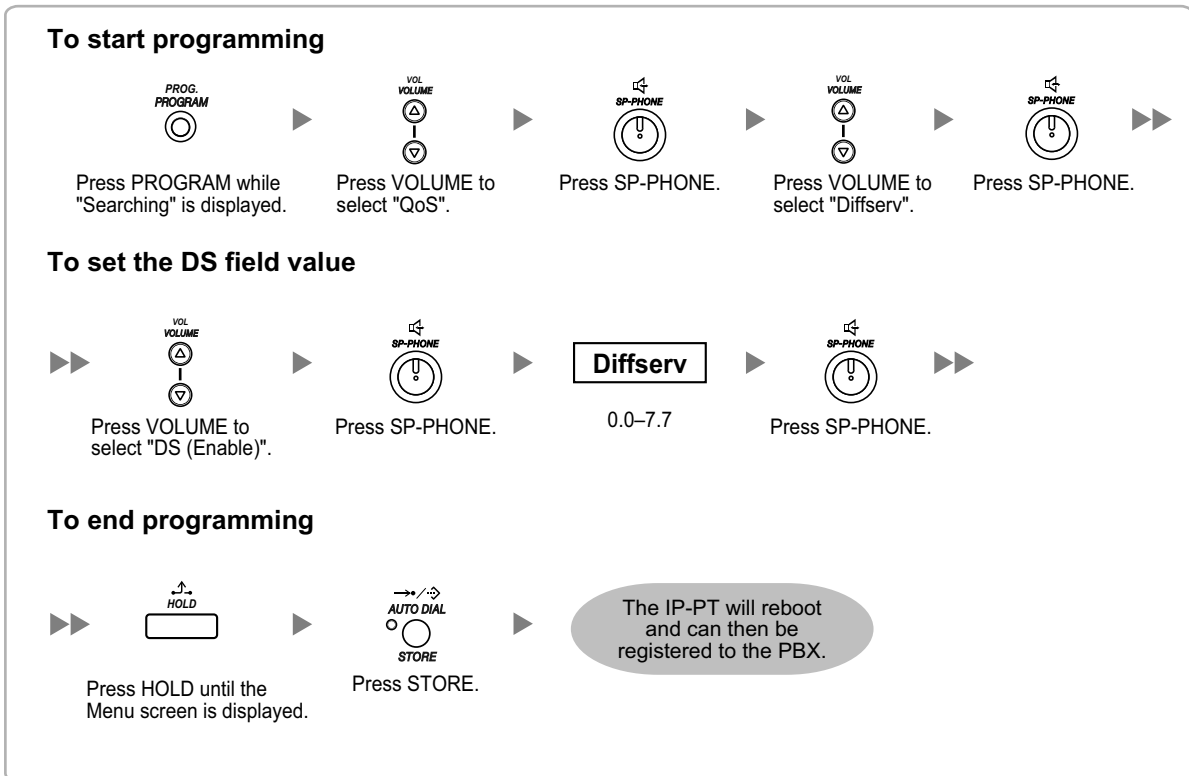 To start programming
PROG.
PROGRAM
VOL
VOLUME
SP-PHONE
VOL
VOLUME
SP-PHONE
Press PROGRAM while
"Searching" is displayed.
Press VOLUME to
select "QoS".
Press SP-PHONE.
Press VOLUME to
select "Diffserv".
Press SP-PHONE.
To set the DS field value
VOL
VOLUME
SP-PHONE
Diffserv
SP-PHONE
Press VOLUME to
select "DS (Enable)".
Press SP-PHONE.
0.0–7.7
Press SP-PHONE.
To end programming
HOLD
AUTO DIAL
STORE
The IP-PT will reboot
and can then be
registered to the PBX.
Press HOLD until the
Menu screen is displayed.
Press STORE.